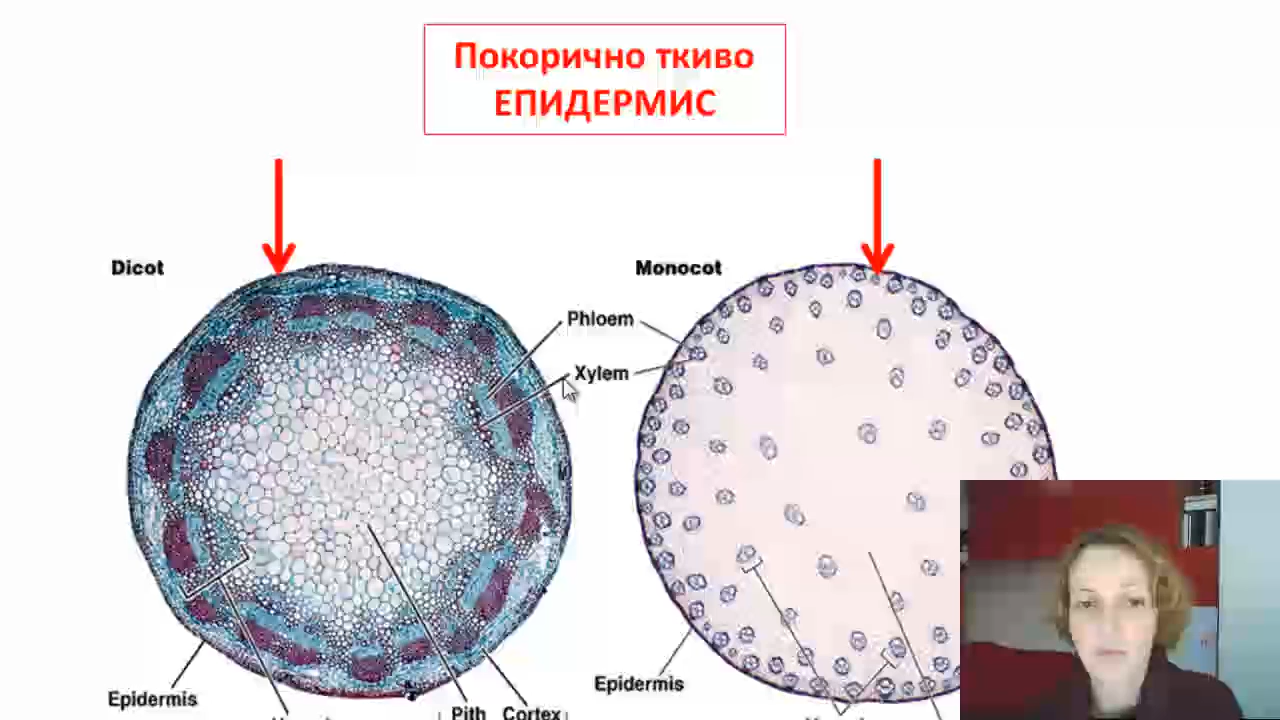 Покорично ткиво
ЕПИДЕРМИС
Dicot
Monocot
Phloem
Xylem
Epidermis
Epidermis
Pith
Cortex